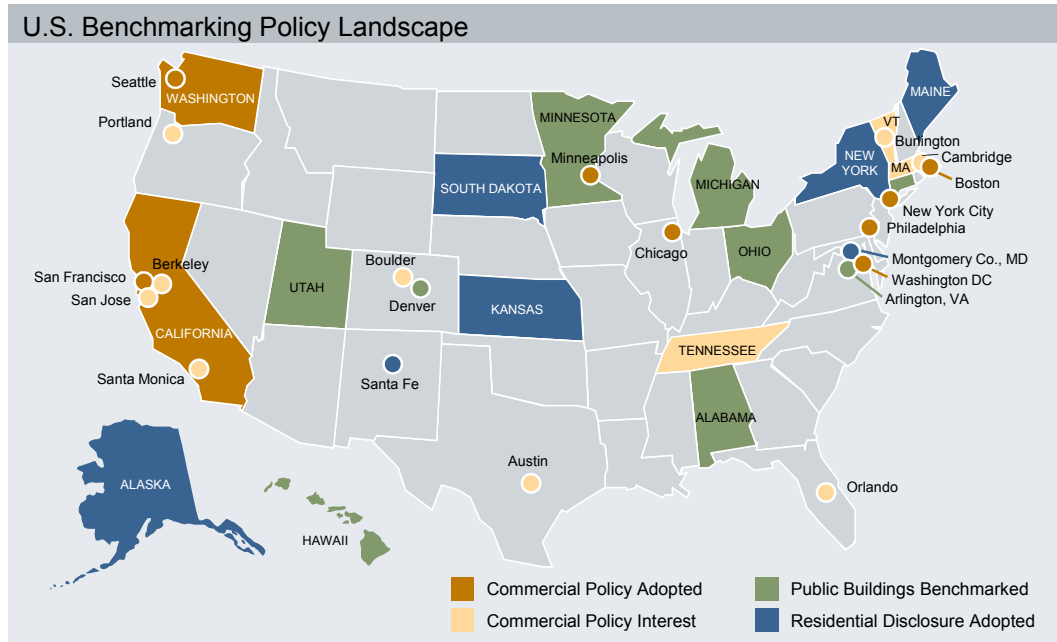 U.S. Benchmarking Policy Landscape
Seattle
WASHINGTON
Portland
MINNESOTA
Minneapolis
SOUTH DAKOTA
MICHIGAN
MAINE
VT
Burlington
NEW
YORK
MA
Cambridge
Boston
New York City
Philadelphia
Chicago
OHIO
Montgomery Co., MD
Washington DC
Arlington, VA
San Francisco
Berkeley
San Jose
CALIFORNIA
Santa Monica
UTAH
Boulder
Denver
KANSAS
Santa Fe
TENNESSEE
ALABAMA
Austin
Orlando
ALASKA
HAWAII
Commercial Policy Adopted
Commercial Policy Interest
Public Buildings Benchmarked
Residential Disclosure Adopted